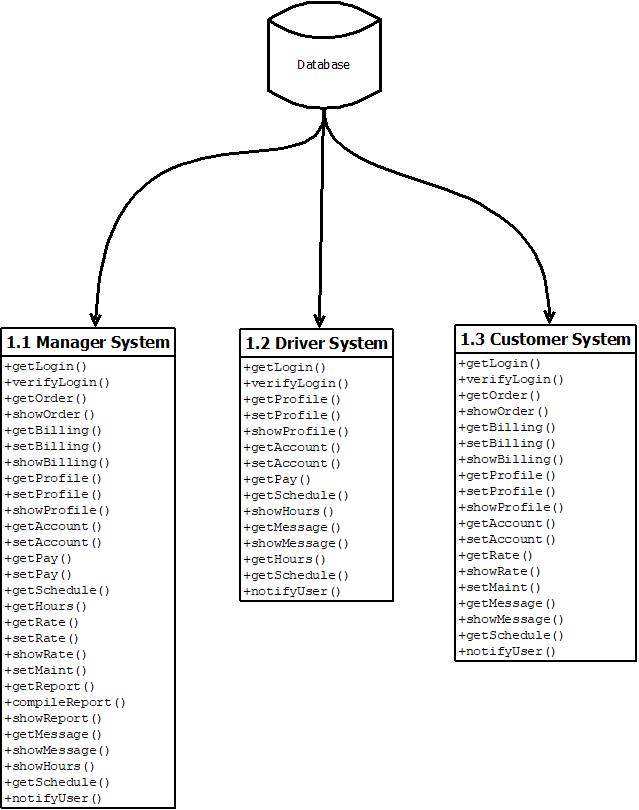 Database
1.1 Manager System
+getLogin()
+verifyLogin()
+getOrder()
+showOrder()
+getBilling()
+setBilling()
+showBilling()
+getProfile()
+setProfile()
+showProfile()
+getAccount()
+setAccount()
+getPay()
+setPay()
+getSchedule()
+getHours()
+getRate()
+setRate()
+showRate()
+setMaint()
+getReport()
+compileReport()
+showReport()
+getMessage()
+showMessage()
+showHours()
+getSchedule()
+notifyUser()
1.2 Driver System
+getLogin()
+verifyLogin()
+getProfile()
+setProfile()
+showProfile()
+getAccount()
+setAccount()
+getPay()
+getSchedule()
+showHours()
+getMessage()
+showMessage()
+getHours()
+getSchedule()
+notifyUser()
1.3 Customer System
+getLogin()
+verifyLogin()
+getOrder()
+showOrder()
+getBilling()
+setBilling()
+showBilling()
+getProfile()
+setProfile()
+showProfile()
+getAccount()
+setAccount()
+getRate()
+showRate()
+setMaint()
+getMessage()
+showMessage()
+getSchedule()
+notifyUser()